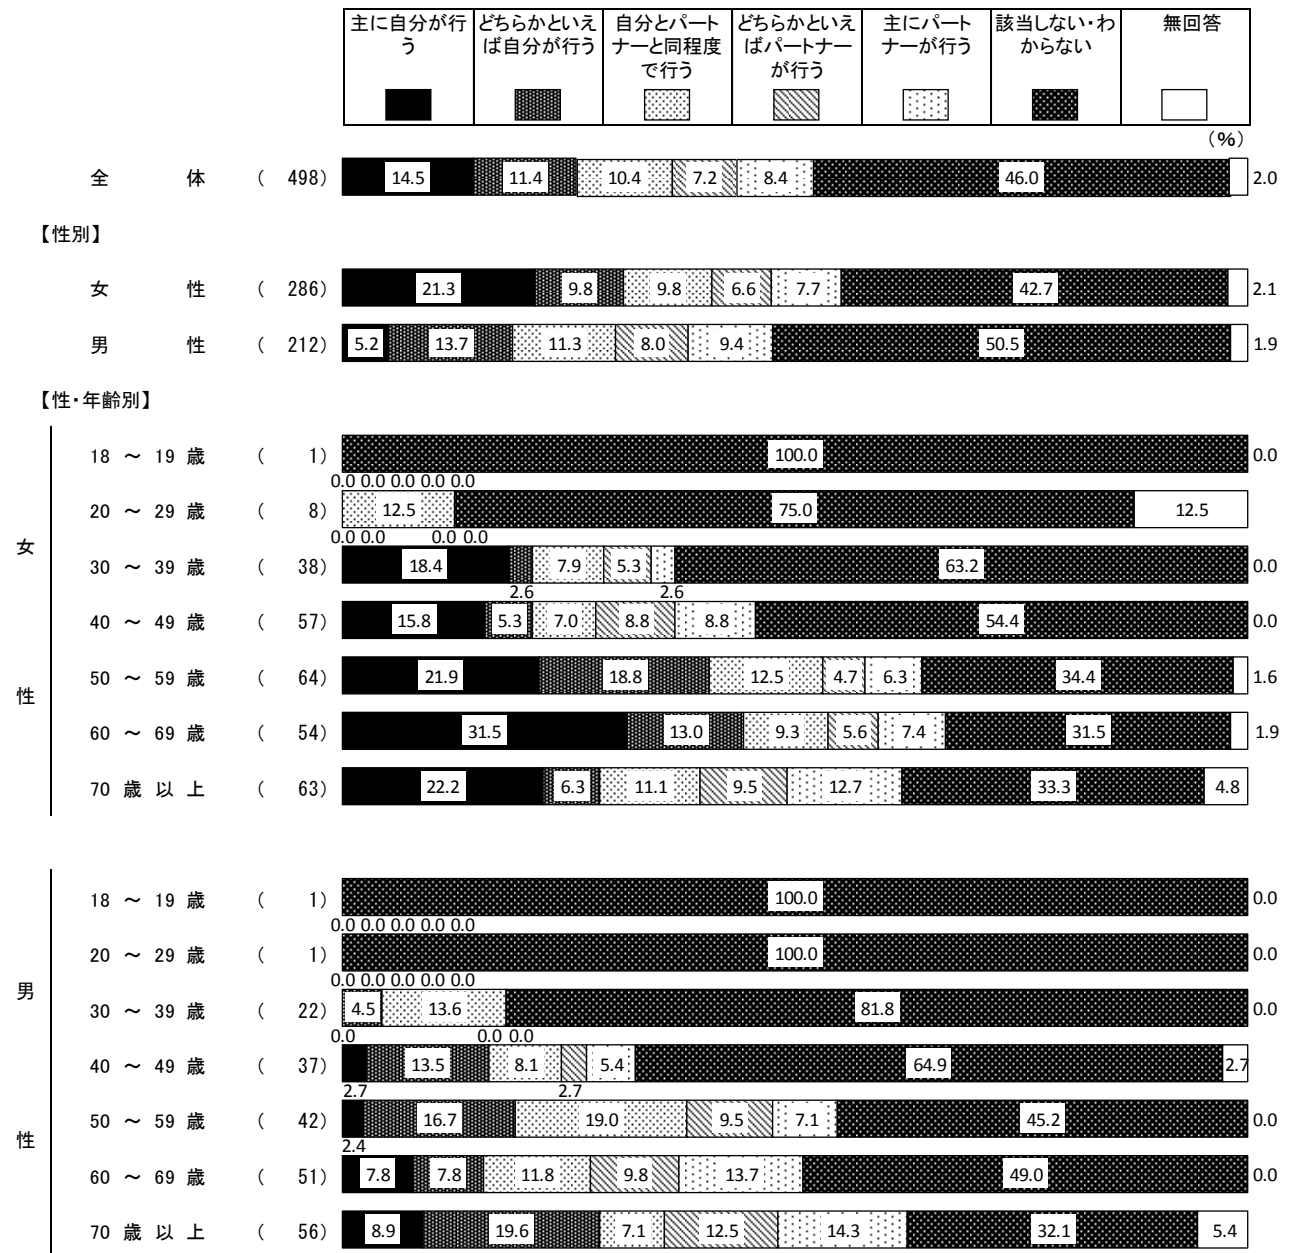 主に自分が行う
どちらかといえば自分が行う
自分とパートナーと同程度で行う
どちらかといえばパートナーが行う
主にパートナーが行う
該当しない・わからない
無回答
(%)
全 体 ( 498) 14.5 11.4 10.4 7.2 8.4 46.0 2.0
【性別】
女 性 ( 286) 21.3 9.8 9.8 6.6 7.7 42.7 2.1
男 性 ( 212) 5.2 13.7 11.3 8.0 9.4 50.5 1.9
【性・年齢別】
女性
18 ～ 19 歳 ( 1) 100.0 0.0
0.0 0.0 0.0 0.0 0.0
20 ～ 29 歳 ( 8) 12.5 75.0 12.5
0.0 0.0 0.0 0.0
30 ～ 39 歳 ( 38) 18.4 7.9 5.3 63.2 0.0
2.6 2.6
40 ～ 49 歳 ( 57) 15.8 5.3 7.0 8.8 8.8 54.4 0.0
50 ～ 59 歳 ( 64) 21.9 18.8 12.5 4.7 6.3 34.4 1.6
60 ～ 69 歳 ( 54) 31.5 13.0 9.3 5.6 7.4 31.5 1.9
70 歳 以 上 ( 63) 22.2 6.3 11.1 9.5 12.7 33.3 4.8
男性
18 ～ 19 歳 ( 1) 100.0 0.0
0.0 0.0 0.0 0.0 0.0
20 ～ 29 歳 ( 1) 100.0 0.0
0.0 0.0 0.0 0.0 0.0
30 ～ 39 歳 ( 22) 4.5 13.6 81.8 0.0
0.0 0.0 0.0
40 ～ 49 歳 ( 37) 13.5 8.1 5.4 64.9 2.7
2.7 2.7
50 ～ 59 歳 ( 42) 16.7 19.0 9.5 7.1 45.2 0.0
2.4
60 ～ 69 歳 ( 51) 7.8 7.8 11.8 9.8 13.7 49.0 0.0
70 歳 以 上 ( 56) 8.9 19.6 7.1 12.5 14.3 32.1 5.4